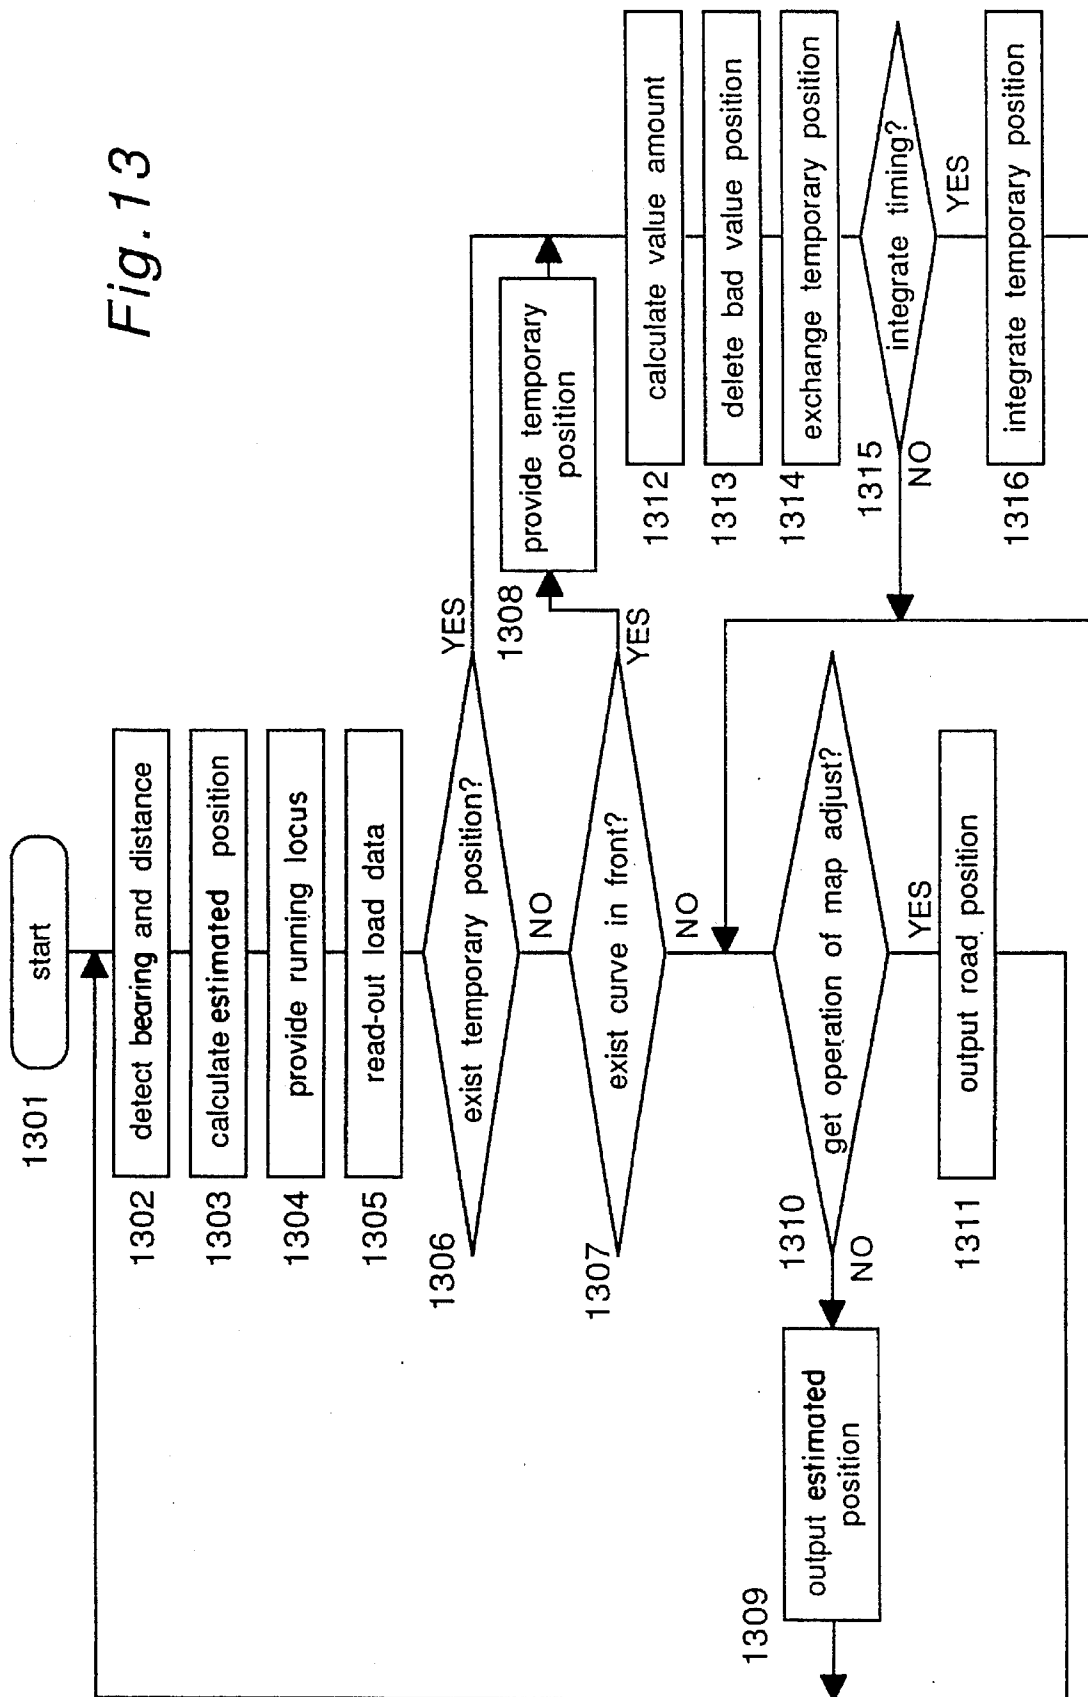 Fig. 13
1301
start
1302
detect bearing and distance
1303
calculate estimated position
1304
provide running locus
1305
read-out load data
1306
exist temporary position?
YES
NO
1307
exist curve in front?
YES
NO
1308
provide temporary
position
1309
output estimated
position
1310
get operation of map adjust?
NO
YES
1311
output road position
1312
calculate value amount
1313
delete bad value position
1314
exchange temporary position
1315
integrate timing?
NO
YES
1316
integrate temporary position